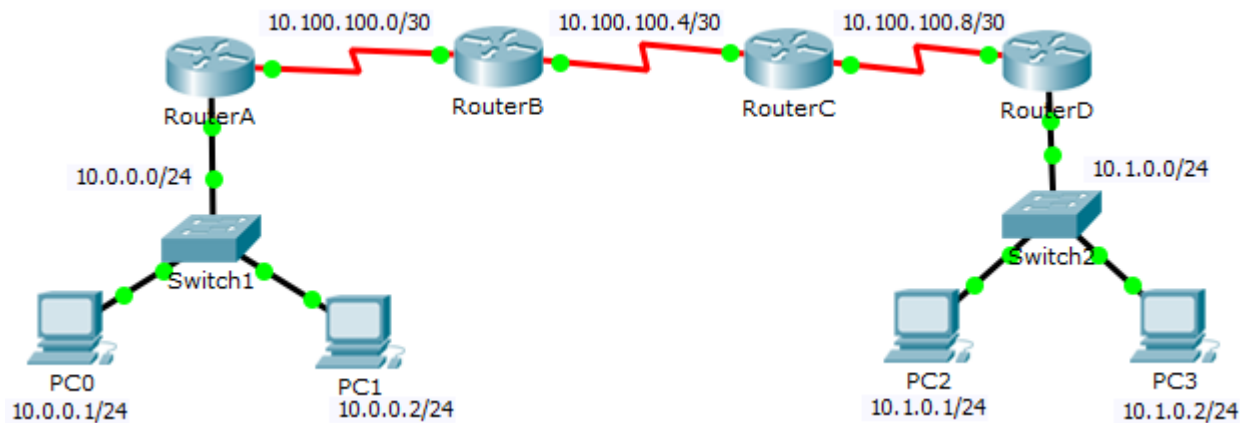 10.100.100.0/30
10.100.100.4/30
10.100.100.8/30
RouterA
RouterB
RouterC
RouterD
10.0.0.0/24
10.1.0.0/24
Switch1
Switch2
PC0
10.0.0.1/24
PC1
10.0.0.2/24
PC2
10.1.0.1/24
PC3
10.1.0.2/24